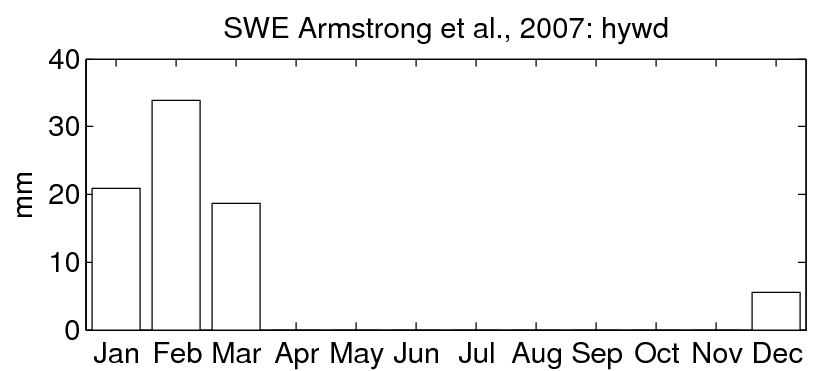 SWE Armstrong et al., 2007: hywd
40
30
20
10
0
mm
Jan Feb Mar Apr May Jun Jul Aug Sep Oct Nov Dec